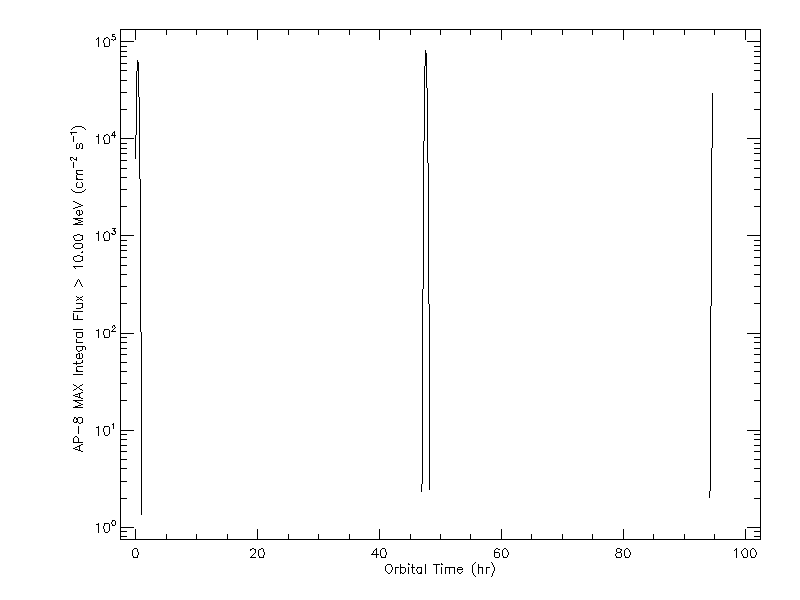 AP-8 MAX Integral Flux > 10.00 MeV (cm⁻² s⁻¹)
10⁵
10⁴
10³
10²
10¹
10⁰
0 20 40 60 80 100
Orbital Time (hr)